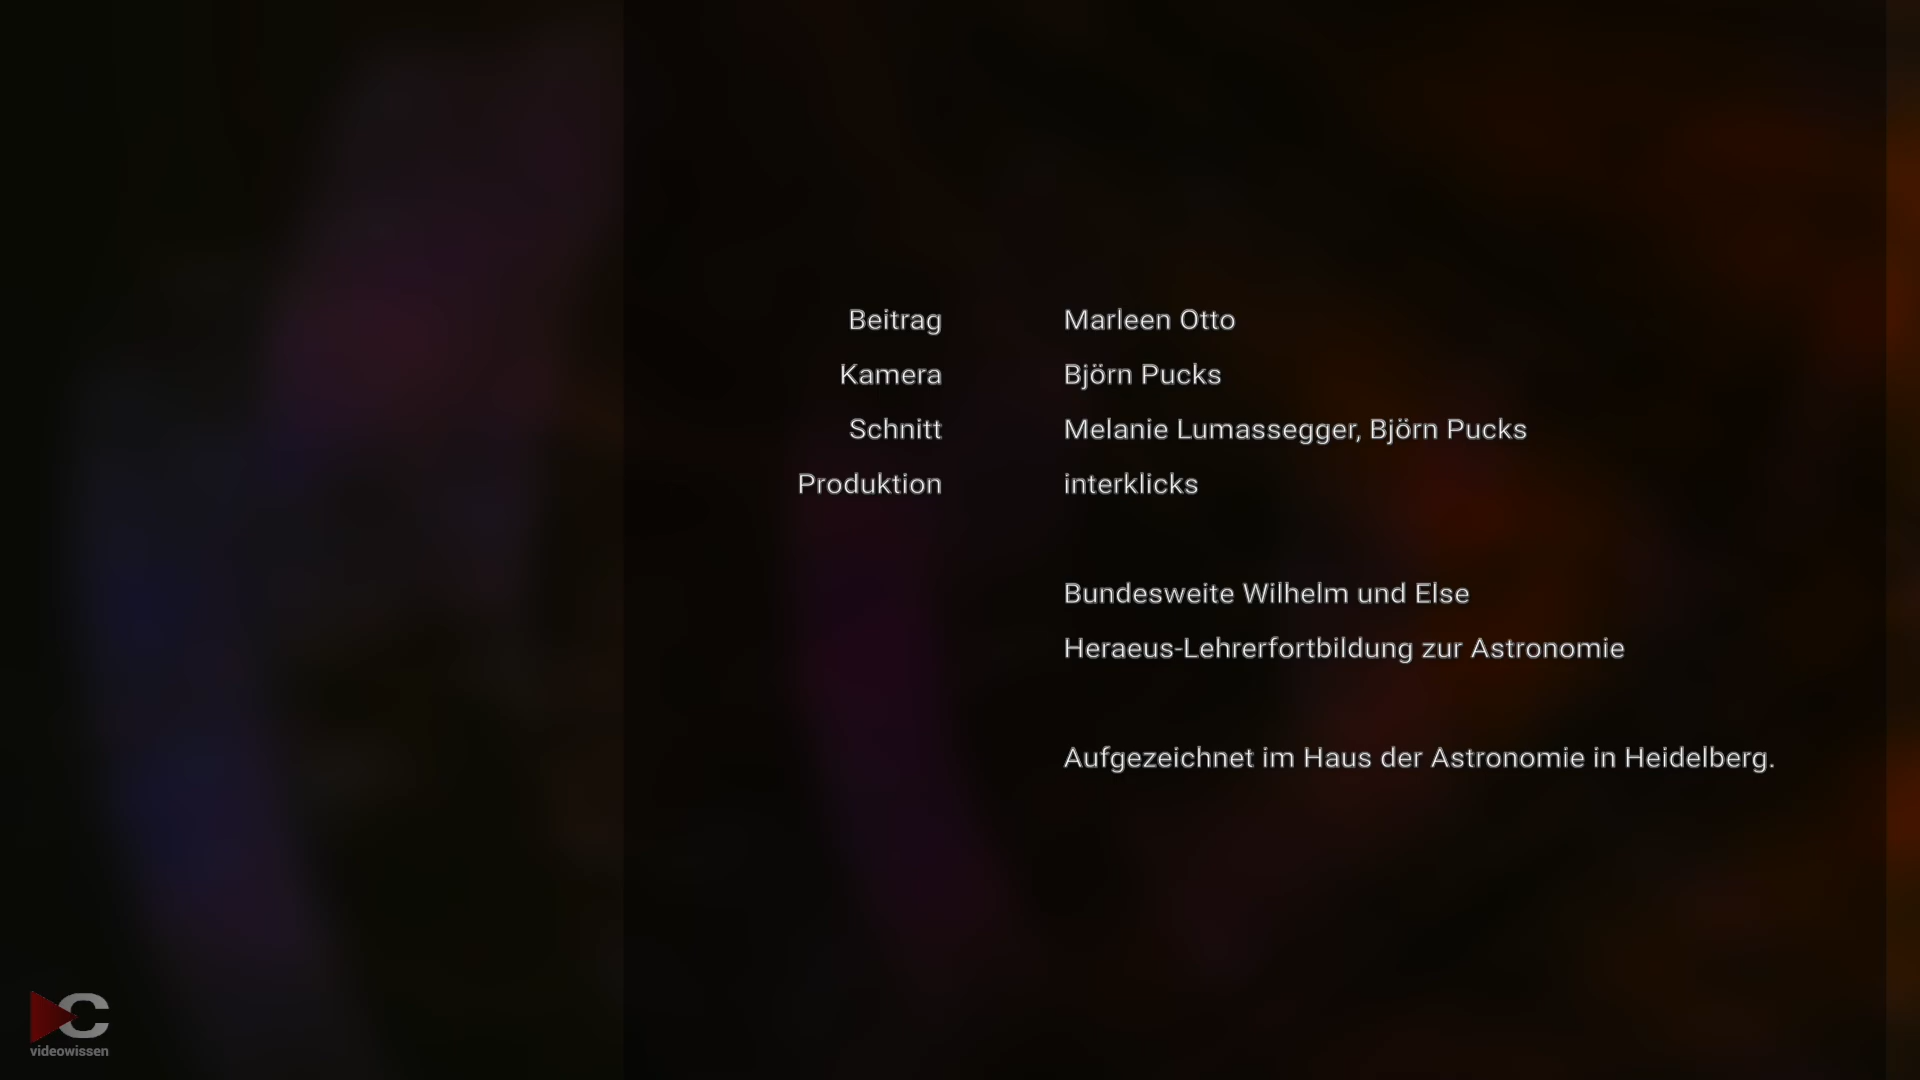 Beitrag Marleen Otto
Kamera Björn Pucks
Schnitt Melanie Lumassegger, Björn Pucks
Produktion interklicks
Bundesweite Wilhelm und Else
Heraeus-Lehrerfortbildung zur Astronomie
Aufgezeichnet im Haus der Astronomie in Heidelberg.
C
videowissen